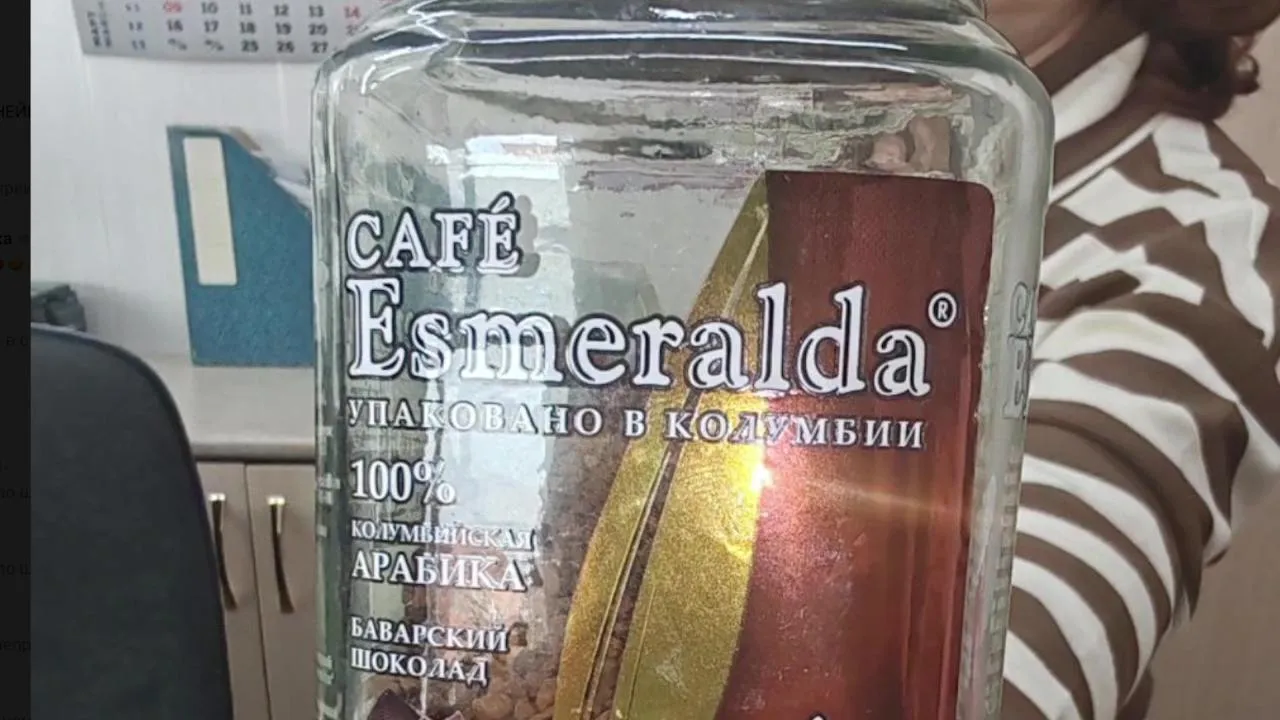 CAFÉ
Esmeralda®
УПАКОВАНО В КОЛУМБИИ
100%
КОЛУМБИЙСКАЯ
АРАБИКА
БАВАРСКИЙ
ШОКОЛАД